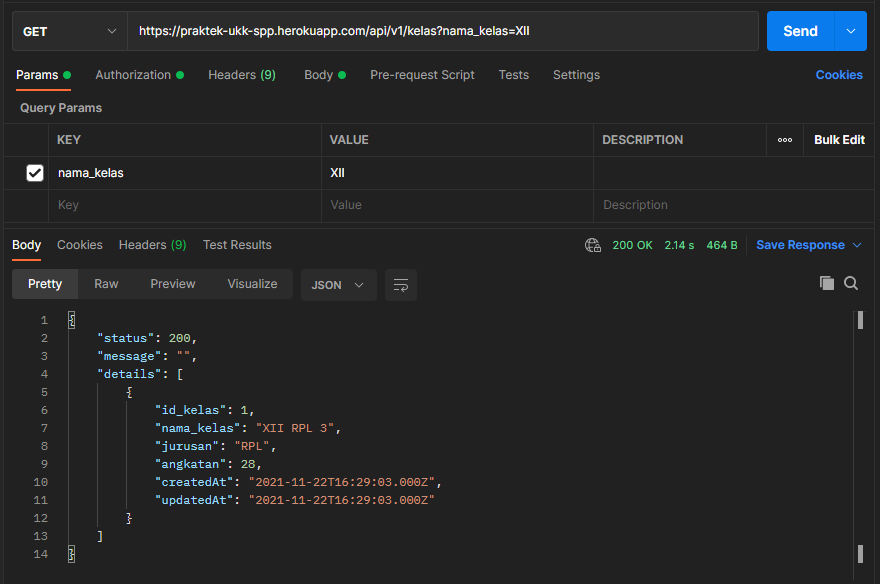 GET https://praktek-ukk-spp.herokuapp.com/api/v1/kelas?nama_kelas=XII Send
Params Authorization Headers (9) Body Pre-request Script Tests Settings Cookies
Query Params
KEY VALUE DESCRIPTION ooo Bulk Edit
nama_kelas XII
Key Value Description
Body Cookies Headers (9) Test Results 200 OK 2.14 s 464 B Save Response
Pretty Raw Preview Visualize JSON
1 {
2 "status": 200,
3 "message": "",
4 "details": [
5 {
6 "id_kelas": 1,
7 "nama_kelas": "XII RPL 3",
8 "jurusan": "RPL",
9 "angkatan": 28,
10 "createdAt": "2021-11-22T16:29:03.000Z",
11 "updatedAt": "2021-11-22T16:29:03.000Z"
12 }
13 ]
14 }